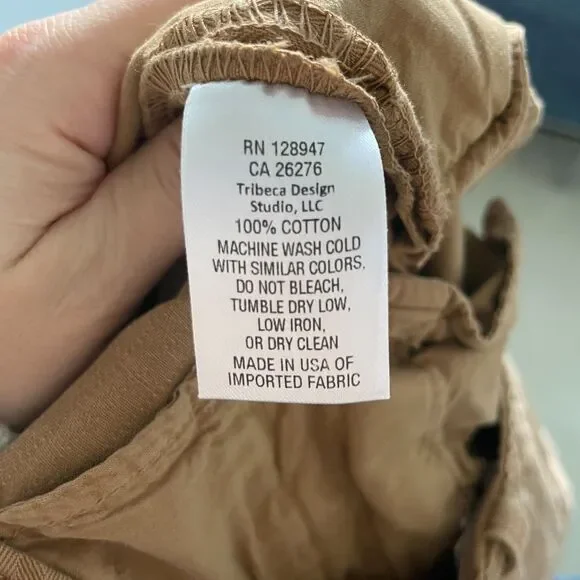 RN 128947
CA 26276
Tribeca Design
Studio, LLC
100% COTTON
MACHINE WASH COLD
WITH SIMILAR COLORS,
DO NOT BLEACH,
TUMBLE DRY LOW,
LOW IRON,
OR DRY CLEAN
MADE IN USA OF
IMPORTED FABRIC